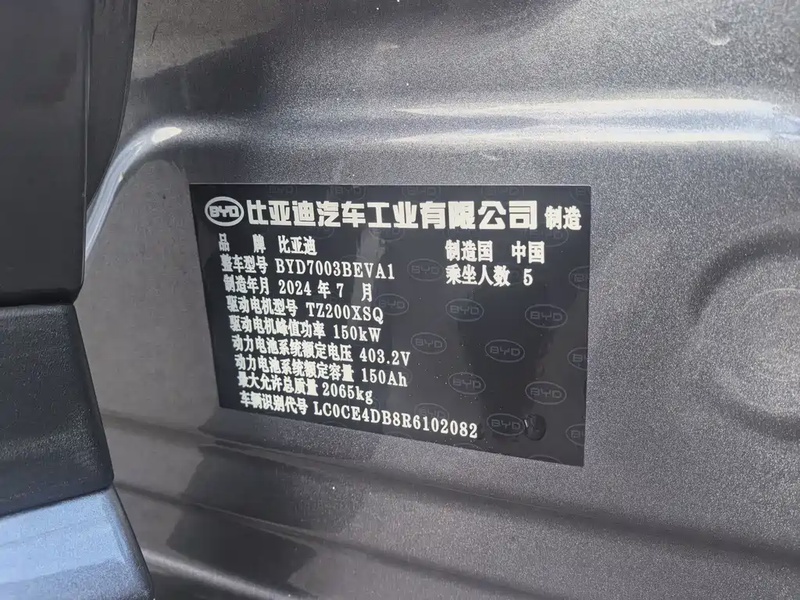 BYD 比亚迪汽车工业有限公司 制造
品 牌 比亚迪 制造国 中国
整车型号 BYD7003BEVA1 乘坐人数 5
制造年月 2024 年 7 月
驱动电机型号 TZ200XSQ
驱动电机峰值功率 150kW
动力电池系统额定电压 403.2V
动力电池系统额定容量 150Ah
最大允许总质量 2065kg
车辆识别代号 LC0CE4DB8R6102082